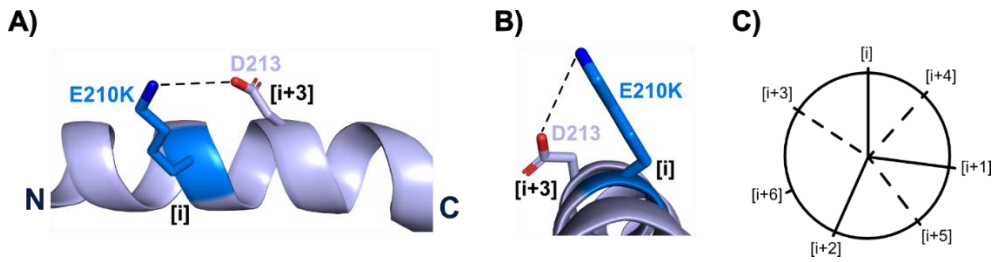 A)
D213
E210K
[i+3]
N
[i]
C
B)
E210K
D213
[i+3]
[i]
C)
[i]
[i+4]
[i+3]
[i+1]
[i+6]
[i+2]
[i+5]